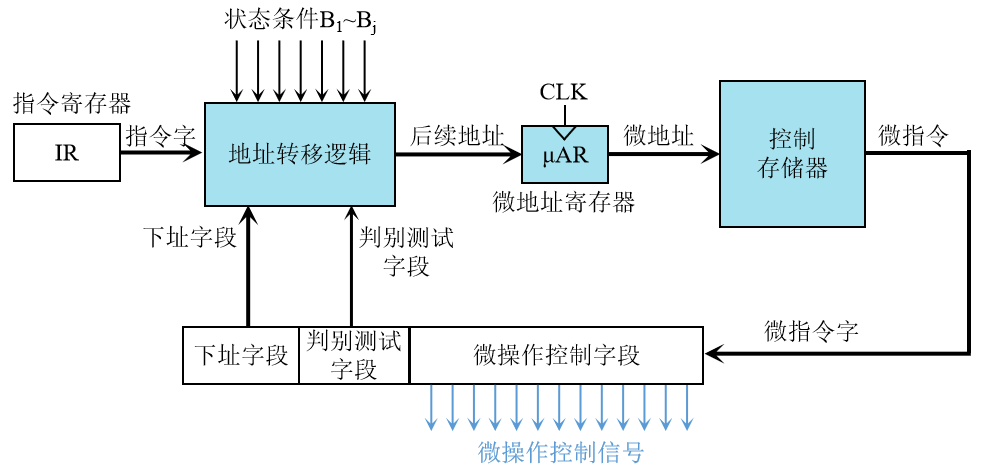 状态条件B1~Bj
指令寄存器
IR
指令字
地址转移逻辑
后续地址
CLK
μAR
微地址寄存器
微地址
控制
存储器
微指令
下址字段
判别测试
字段
微指令字
下址字段
判别测试
字段
微操作控制字段
微操作控制信号